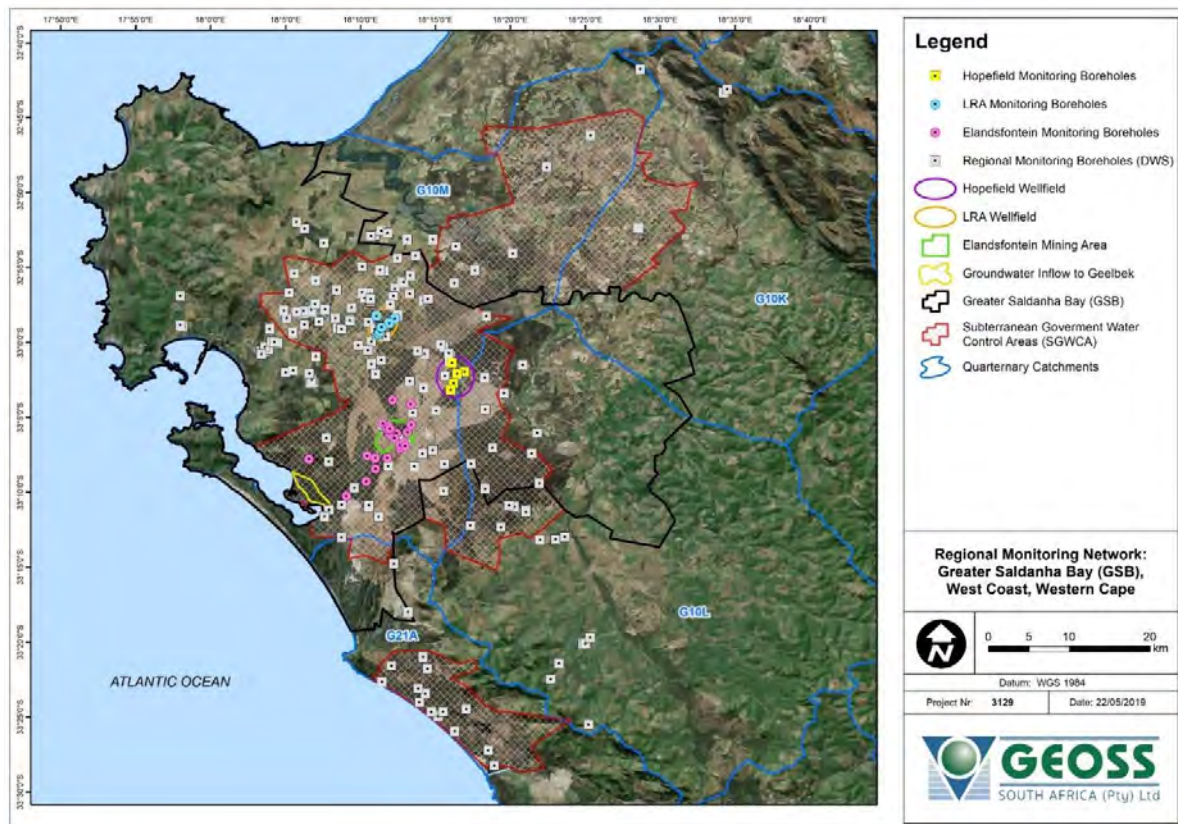 17°50'0"E 17°55'0"E 18°0'0"E 18°5'0"E 18°10'0"E 18°15'0"E 18°20'0"E 18°25'0"E 18°30'0"E 18°35'0"E 18°40'0"E
32°40'0"S
32°45'0"S
32°50'0"S
32°55'0"S
33°0'0"S
33°5'0"S
33°10'0"S
33°15'0"S
33°20'0"S
33°25'0"S
33°30'0"S
G10M
G10K
G10L
G21A
ATLANTIC OCEAN
Legend
Hopefield Monitoring Boreholes
LRA Monitoring Boreholes
Elandsfontein Monitoring Boreholes
Regional Monitoring Boreholes (DWS)
Hopefield Wellfield
LRA Wellfield
Elandsfontein Mining Area
Groundwater Inflow to Geelbek
Greater Saldanha Bay (GSB)
Subterranean Goverment Water
Control Areas (SGWCA)
Quarternary Catchments
Regional Monitoring Network:
Greater Saldanha Bay (GSB),
West Coast, Western Cape
N
0 5 10 20
km
Datum: WGS 1984
Project Nr 3129 Date: 22/05/2019
GEOSS
SOUTH AFRICA (Pty) Ltd